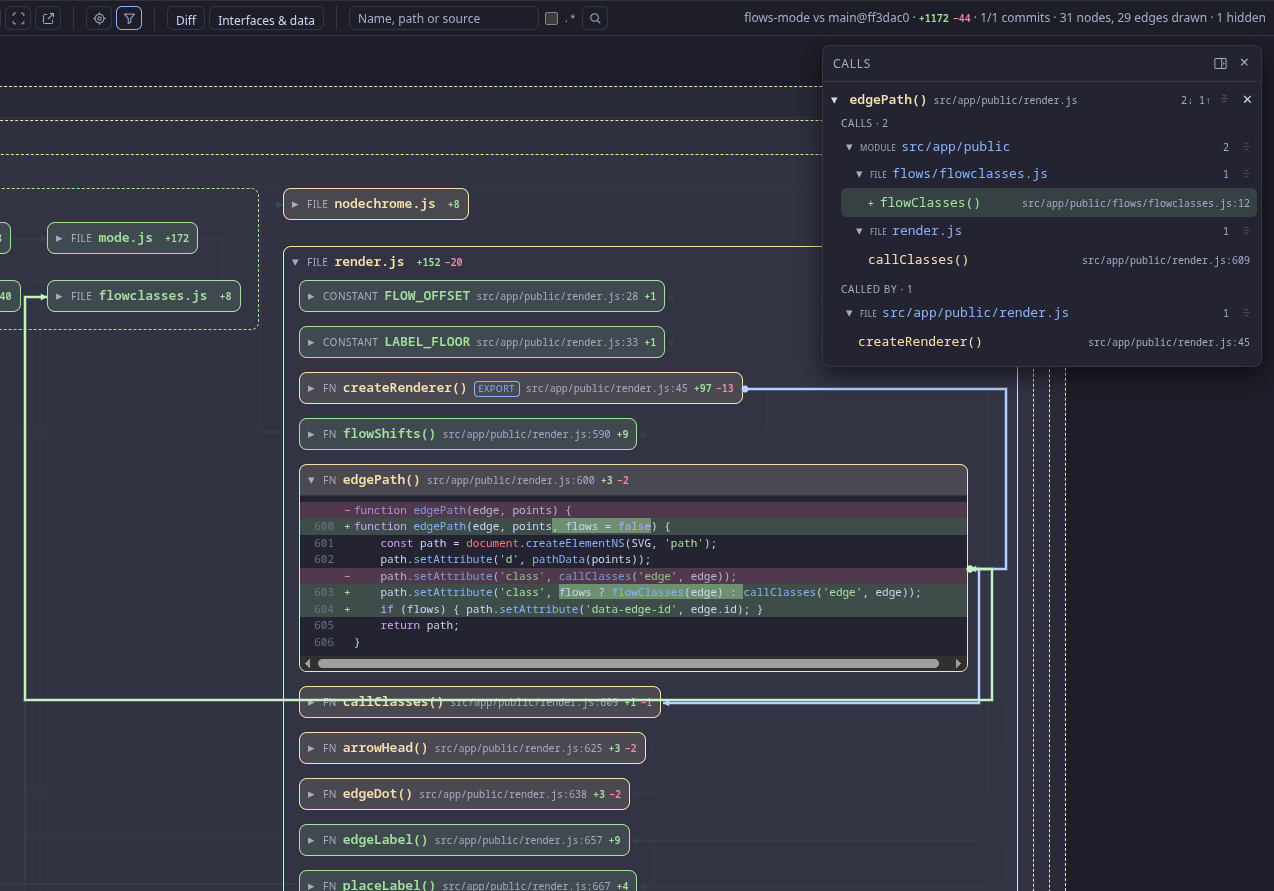 Diff Interfaces & data Name, path or source .* flows-mode vs main@ff3dac0 · +1172 −44 · 1/1 commits · 31 nodes, 29 edges drawn · 1 hidden
CALLS
▼ edgePath() src/app/public/render.js 2↓ 1↑
CALLS · 2
▼ MODULE src/app/public 2
▼ FILE flows/flowclasses.js 1
+ flowClasses() src/app/public/flows/flowclasses.js:12
▼ FILE render.js 1
callClasses() src/app/public/render.js:609
CALLED BY · 1
▼ FILE src/app/public/render.js 1
createRenderer() src/app/public/render.js:45
▶ FILE mode.js +172
40
▶ FILE flowclasses.js +8
▶ FILE nodechrome.js +8
▼ FILE render.js +152 −20
▶ CONSTANT FLOW_OFFSET src/app/public/render.js:28 +1
▶ CONSTANT LABEL_FLOOR src/app/public/render.js:33 +1
▶ FN createRenderer() EXPORT src/app/public/render.js:45 +97 −13
▶ FN flowShifts() src/app/public/render.js:590 +9
▼ FN edgePath() src/app/public/render.js:600 +3 −2
− function edgePath(edge, points) {
600 + function edgePath(edge, points, flows = false) {
601 const path = document.createElementNS(SVG, 'path');
602 path.setAttribute('d', pathData(points));
− path.setAttribute('class', callClasses('edge', edge));
603 + path.setAttribute('class', flows ? flowClasses(edge) : callClasses('edge', edge));
604 + if (flows) { path.setAttribute('data-edge-id', edge.id); }
605 return path;
606 }
▶ FN callClasses() src/app/public/render.js:609 +1 −1
▶ FN arrowHead() src/app/public/render.js:625 +3 −2
▶ FN edgeDot() src/app/public/render.js:638 +3 −2
▶ FN edgeLabel() src/app/public/render.js:657 +9
▶ FN placeLabel() src/app/public/render.js:667 +4